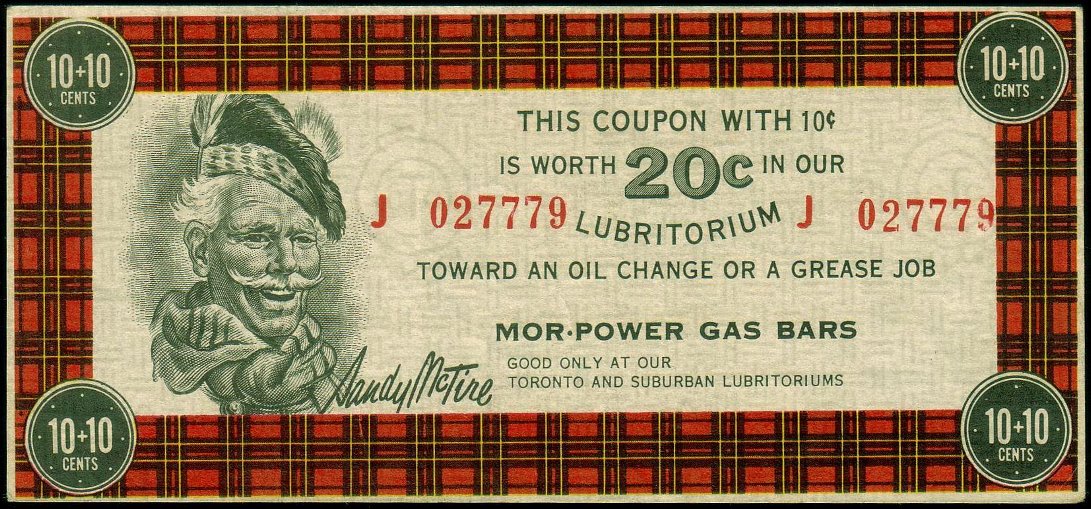 10+10
CENTS
10+10
CENTS
THIS COUPON WITH 10¢
IS WORTH 20¢ IN OUR
J 027779 LUBRITORIUM J 027779
TOWARD AN OIL CHANGE OR A GREASE JOB
MOR-POWER GAS BARS
GOOD ONLY AT OUR
TORONTO AND SUBURBAN LUBRITORIUMS
Sandy McTire
10+10
CENTS
10+10
CENTS